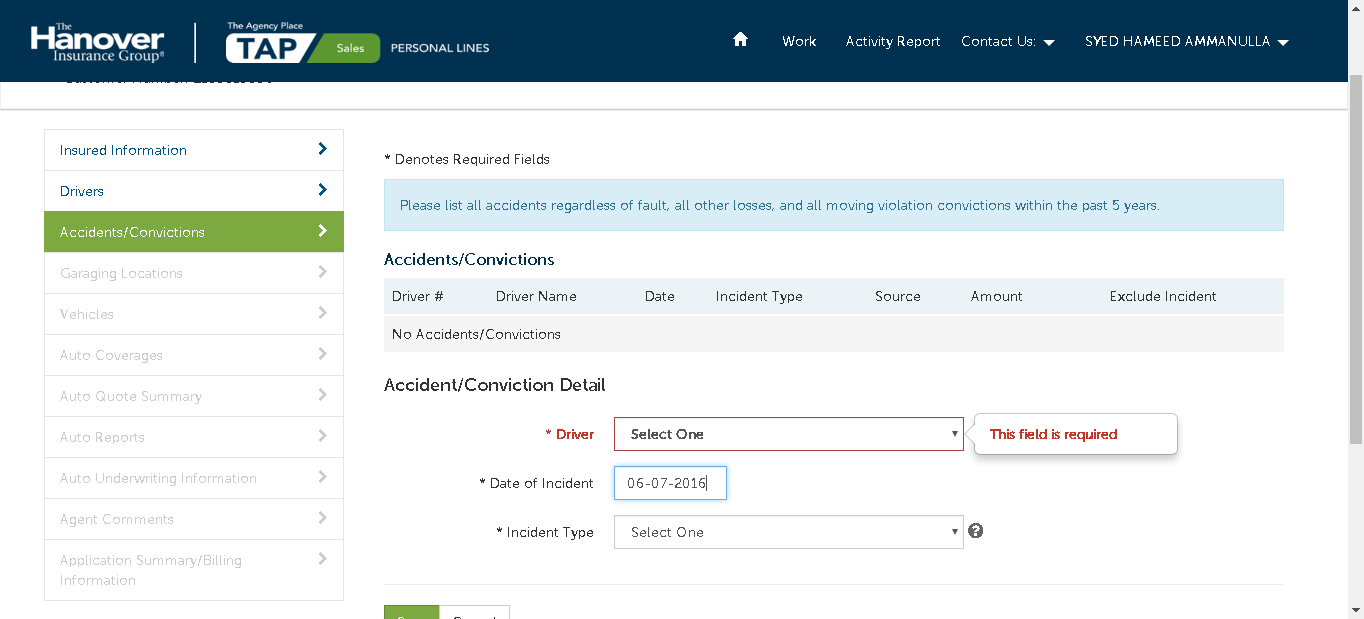 The
Hanover
Insurance Group®
The Agency Place
TAP Sales PERSONAL LINES
Work Activity Report Contact Us: SYED HAMEED AMMANULLA
Insured Information
Drivers
Accidents/Convictions
Garaging Locations
Vehicles
Auto Coverages
Auto Quote Summary
Auto Reports
Auto Underwriting Information
Agent Comments
Application Summary/Billing
Information
* Denotes Required Fields
Please list all accidents regardless of fault, all other losses, and all moving violation convictions within the past 5 years.
Accidents/Convictions
Driver # Driver Name Date Incident Type Source Amount Exclude Incident
No Accidents/Convictions
Accident/Conviction Detail
* Driver Select One This field is required
* Date of Incident 06-07-2016
* Incident Type Select One